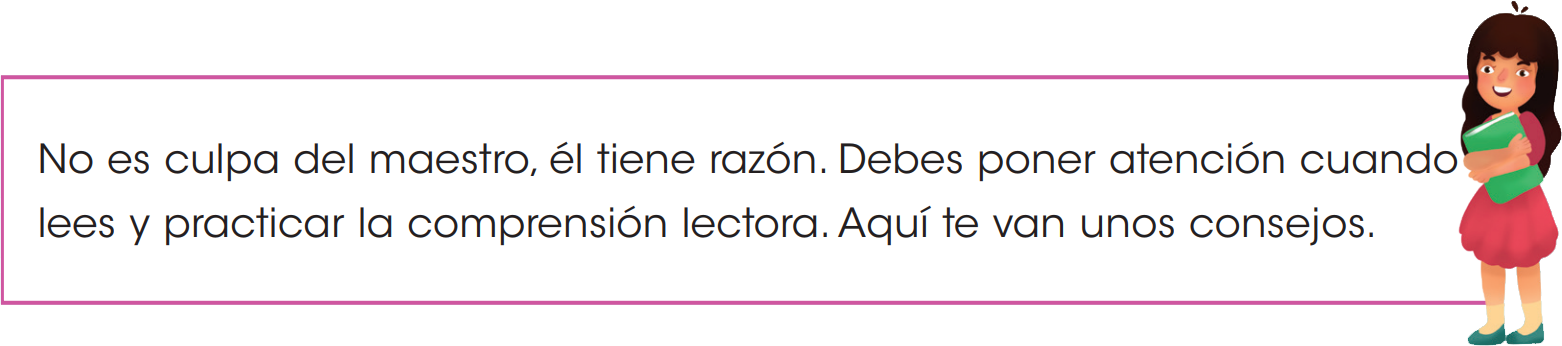 No es culpa del maestro, él tiene razón. Debes poner atención cuando
lees y practicar la comprensión lectora. Aquí te van unos consejos.